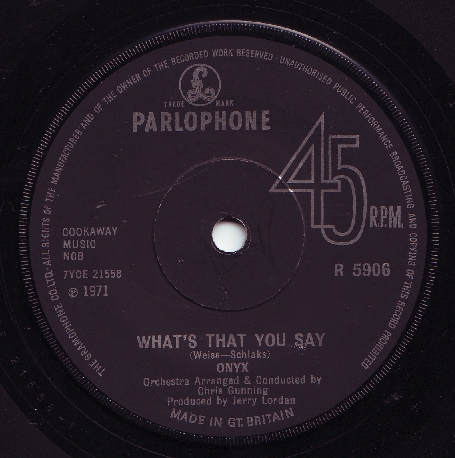 THE GRAMOPHONE CO. LTD. ALL RIGHTS OF THE MANUFACTURER AND OF THE OWNER OF THE RECORDED WORK RESERVED · UNAUTHORISED PUBLIC PERFORMANCE BROADCASTING AND COPYING OF THIS RECORD PROHIBITED
£
TRADE MARK
PARLOPHONE
45
R.P.M.
COOKAWAY
MUSIC
NCB
7YCE 21558
℗ 1971
R 5906
WHAT'S THAT YOU SAY
(Weiss—Schlaks)
ONYX
Orchestra Arranged & Conducted by
Chris Gunning
Produced by Jerry Lordan
MADE IN GT. BRITAIN